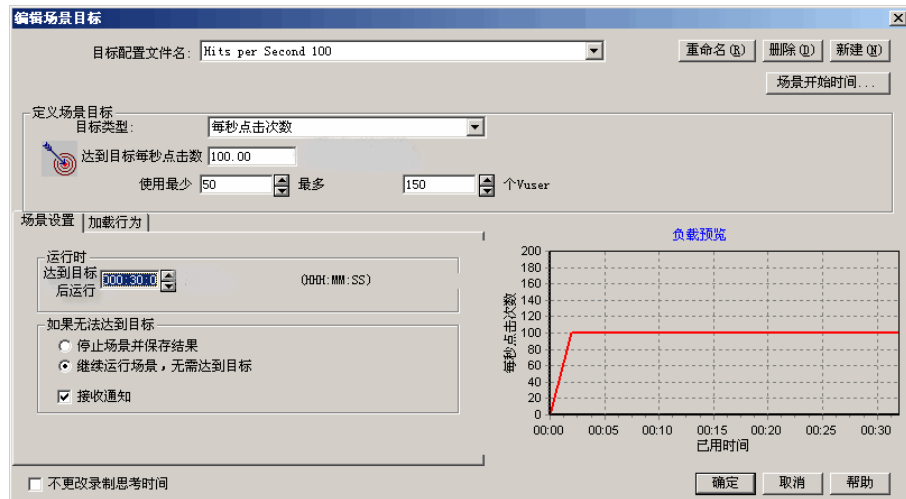 编辑场景目标
目标配置文件名: Hits per Second 100 重命名(R) 删除(D) 新建(N)
场景开始时间...
定义场景目标
目标类型: 每秒点击次数
达到目标每秒点击数 100.00
使用最少 50 最多 150 个Vuser
场景设置 加载行为
运行时
达到目标 000:30:0 (HHH:MM:SS)
后运行
如果无法达到目标
停止场景并保存结果
继续运行场景，无需达到目标
接收通知
负载预览
每秒点击次数
200
180
160
140
120
100
80
60
40
20
0
00:00 00:05 00:10 00:15 00:20 00:25 00:30
已用时间
不更改录制思考时间
确定 取消 帮助